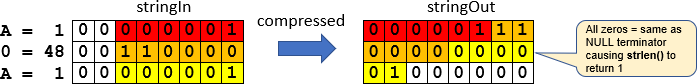 stringIn compressed stringOut
A = 1 0 0 0 0 0 0 0 1 0 0 0 0 0 1 1 1
0 = 48 0 0 1 1 0 0 0 0 0 0 0 0 0 0 0 0
A = 1 0 0 0 0 0 0 0 1 0 1 0 0 0 0 0 0
All zeros = same as
NULL terminator
causing strlen() to
return 1